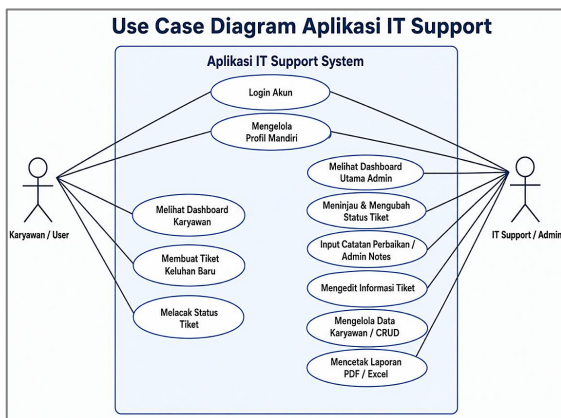 Use Case Diagram Aplikasi IT Support
Aplikasi IT Support System
Login Akun
Mengelola
Profil Mandiri
Melihat Dashboard
Utama Admin
Meninjau & Mengubah
Status Tiket
Input Catatan Perbaikan /
Admin Notes
Mengedit Informasi Tiket
Mengelola Data
Karyawan / CRUD
Mencetak Laporan
PDF / Excel
Melihat Dashboard
Karyawan
Membuat Tiket
Keluhan Baru
Melacak Status
Tiket
Karyawan / User
IT Support / Admin